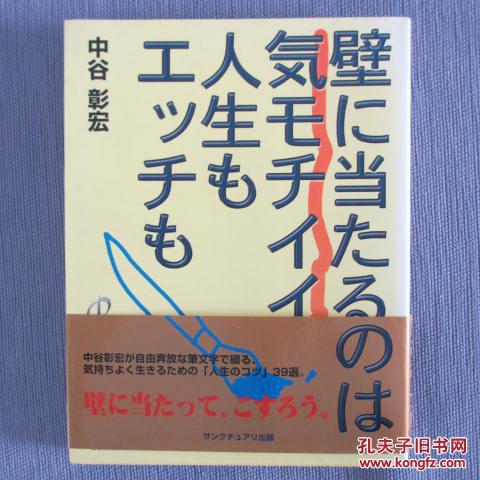 壁に当たるのは
気モチイイ
人生も
エッチも
中谷 彰宏
中谷彰宏が自由奔放な筆文字で綴る、
気持ちよく生きるための「人生のコツ」39選。
壁に当たって、こすろう。
サンクチュアリ出版
孔夫子旧书网
www.kongfz.com